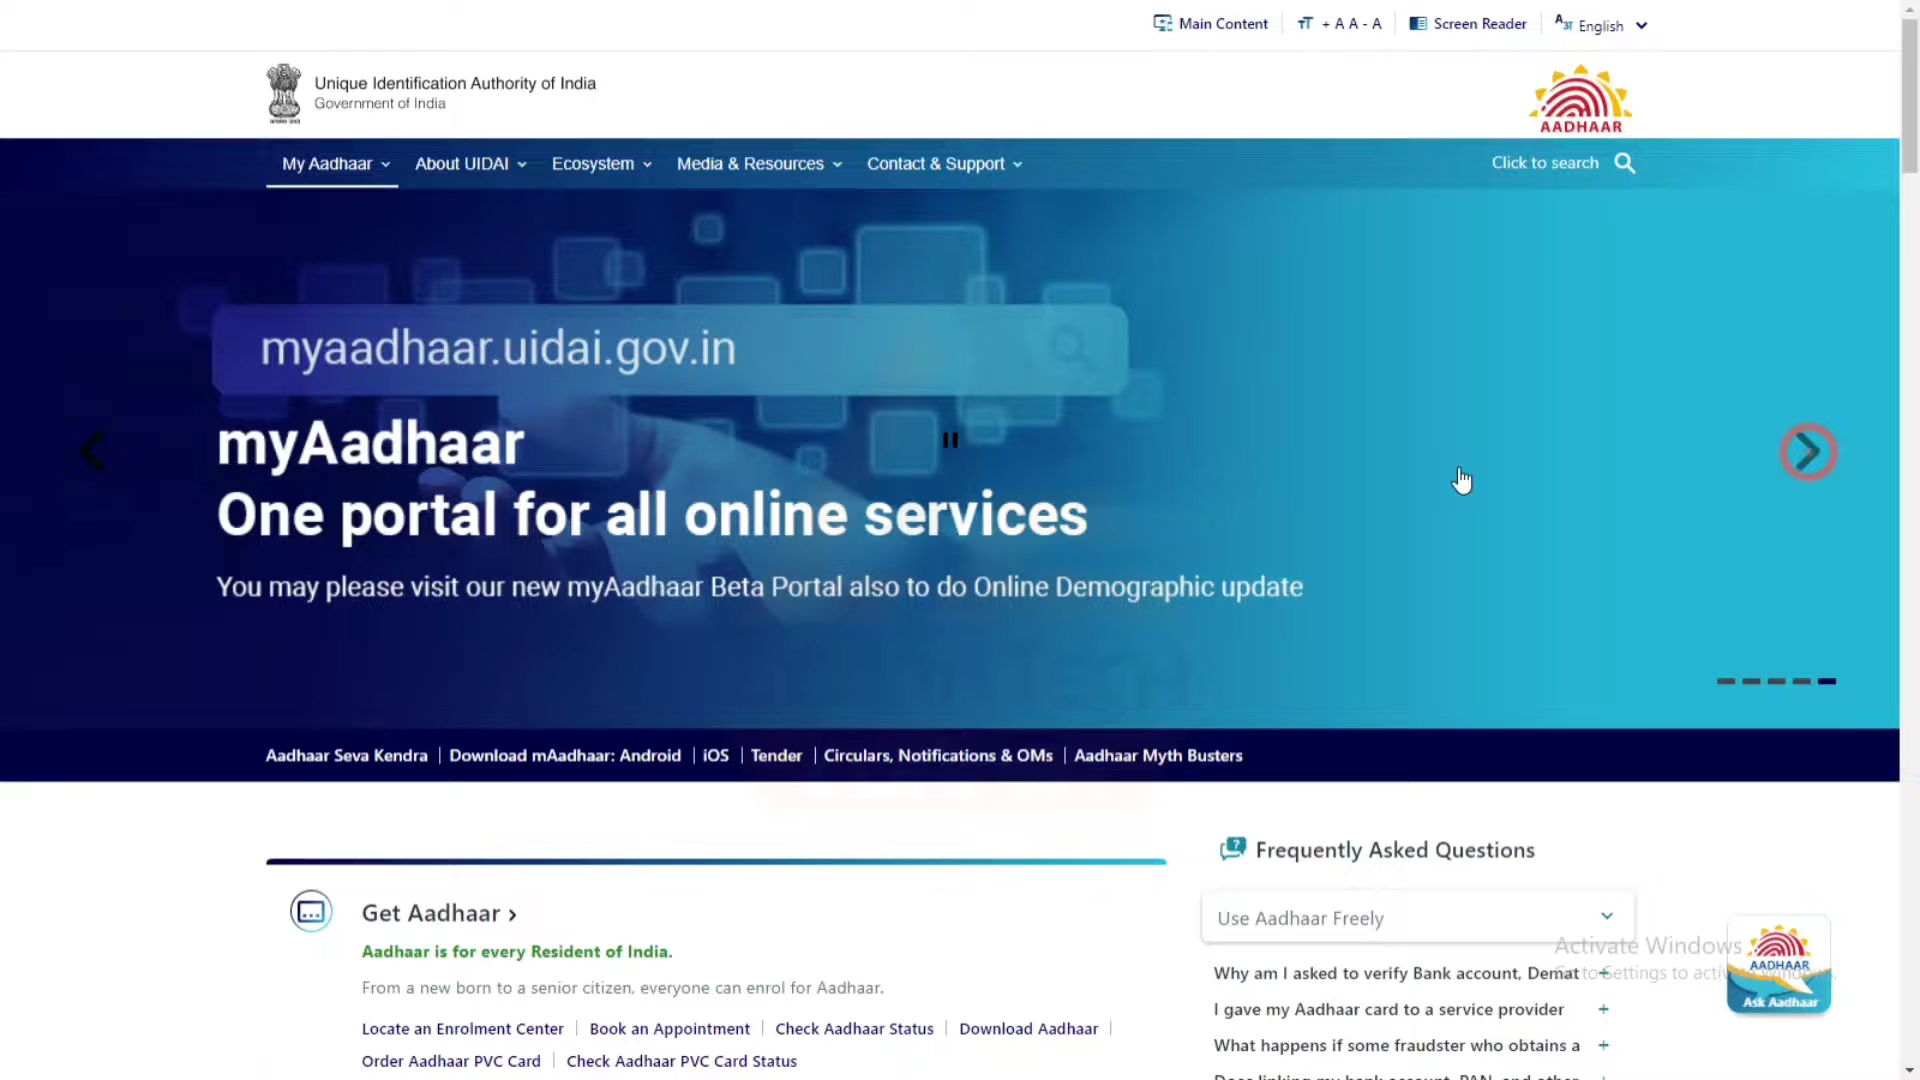 Main Content
+ A A - A
Screen Reader
English
Unique Identification Authority of India
Government of India
AADHAAR
My Aadhaar
About UIDAI
Ecosystem
Media & Resources
Contact & Support
Click to search
myaadhaar.uidai.gov.in
myAadhaar
One portal for all online services
You may please visit our new myAadhaar Beta Portal also to do Online Demographic update
Aadhaar Seva Kendra
Download mAadhaar: Android
iOS
Tender
Circulars, Notifications & OMs
Aadhaar Myth Busters
Frequently Asked Questions
Get Aadhaar
Use Aadhaar Freely
Aadhaar is for every Resident of India.
Activate Windows
AADHAAR
Ask Aadhaar
Why am I asked to verify Bank account, Demat
From a new born to a senior citizen, everyone can enrol for Aadhaar.
I gave my Aadhaar card to a service provider
Locate an Enrolment Center
Book an Appointment
Check Aadhaar Status
Download Aadhaar
What happens if some fraudster who obtains a
Order Aadhaar PVC Card
Check Aadhaar PVC Card Status